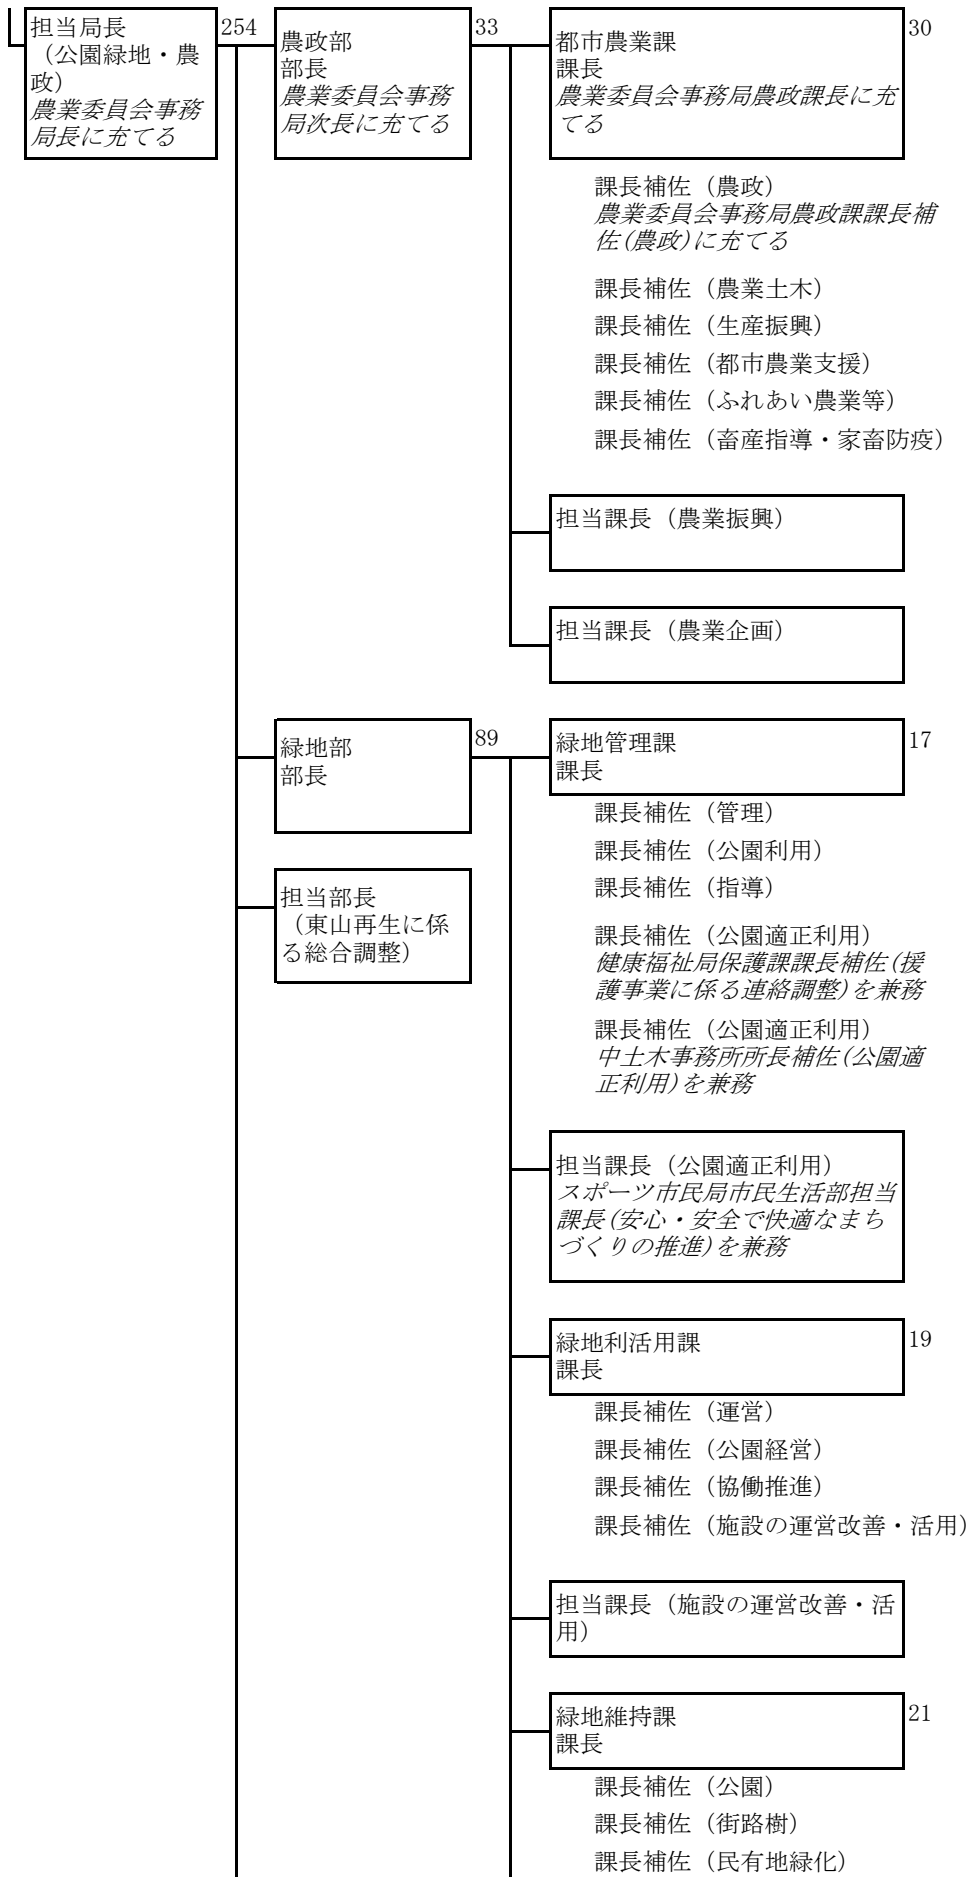 担当局長
（公園緑地・農
政）
農業委員会事務
局長に充てる
254
農政部
部長
農業委員会事務
局次長に充てる
33
都市農業課
課長
農業委員会事務局農政課長に充
てる
30
課長補佐（農政）
農業委員会事務局農政課課長補
佐(農政)に充てる
課長補佐（農業土木）
課長補佐（生産振興）
課長補佐（都市農業支援）
課長補佐（ふれあい農業等）
課長補佐（畜産指導・家畜防疫）
担当課長（農業振興）
担当課長（農業企画）
緑地部
部長
89
担当部長
（東山再生に係
る総合調整）
緑地管理課
課長
17
課長補佐（管理）
課長補佐（公園利用）
課長補佐（指導）
課長補佐（公園適正利用）
健康福祉局保護課課長補佐(援
護事業に係る連絡調整)を兼務
課長補佐（公園適正利用）
中土木事務所所長補佐(公園適
正利用)を兼務
担当課長（公園適正利用）
スポーツ市民局市民生活部担当
課長(安心・安全で快適なまち
づくりの推進)を兼務
緑地利活用課
課長
19
課長補佐（運営）
課長補佐（公園経営）
課長補佐（協働推進）
課長補佐（施設の運営改善・活用）
担当課長（施設の運営改善・活
用）
緑地維持課
課長
21
課長補佐（公園）
課長補佐（街路樹）
課長補佐（民有地緑化）